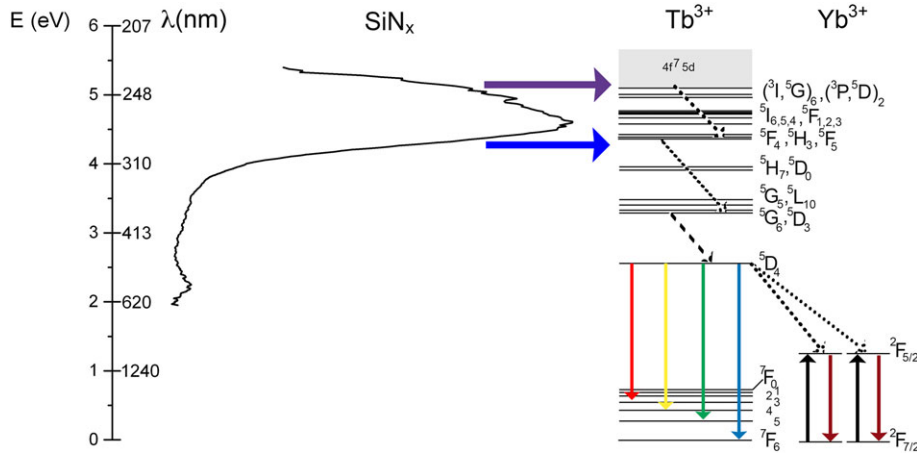 E (eV) λ(nm) SiNₓ Tb³⁺ Yb³⁺
6 207
5 248
4 310
3 413
2 620
1 1240
0
4f⁷ 5d
(³I,⁵G)₆,(³P,⁵D)₂
⁵I₆,₅,₄,⁵F₁,₂,₃
⁵F₄,⁵H₃,⁵F₅
⁵H₇,⁵D₀
⁵G₅,⁵L₁₀
⁵G₆,⁵D₃
⁵D₄
²F₅/₂
⁷F₀
2 1
3
4 5
⁷F₆
²F₇/₂